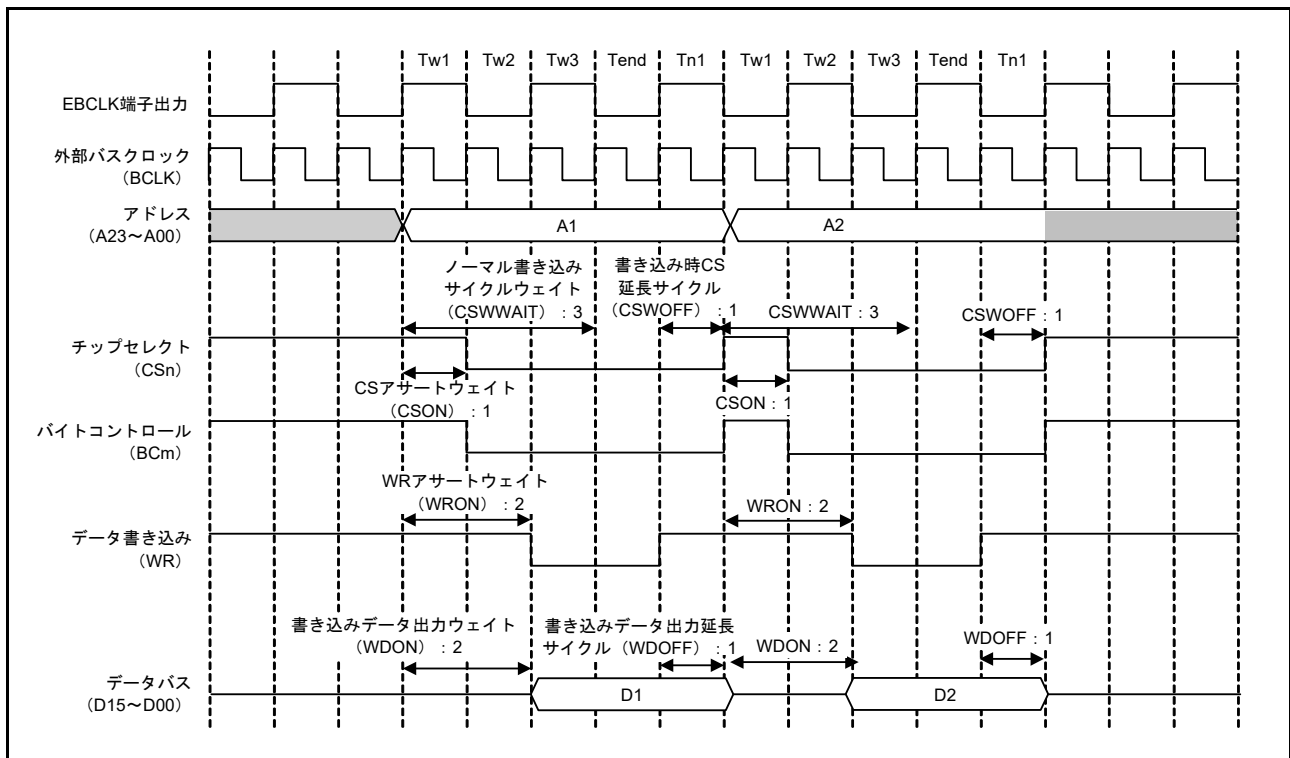 Tw1 Tw2 Tw3 Tend Tn1 Tw1 Tw2 Tw3 Tend Tn1
EBCLK端子出力
外部バスクロック
（BCLK）
アドレス
（A23～A00）
A1 A2
ノーマル書き込み
サイクルウェイト
（CSWWAIT）：3
書き込み時CS
延長サイクル
（CSWOFF）：1
CSWWAIT：3
CSWOFF：1
チップセレクト
（CSn）
CSアサートウェイト
（CSON）：1
CSON：1
バイトコントロール
（BCm）
WRアサートウェイト
（WRON）：2
WRON：2
データ書き込み
（WR）
書き込みデータ出力ウェイト
（WDON）：2
書き込みデータ出力延長
サイクル（WDOFF）：1
WDON：2
WDOFF：1
データバス
（D15～D00）
D1 D2